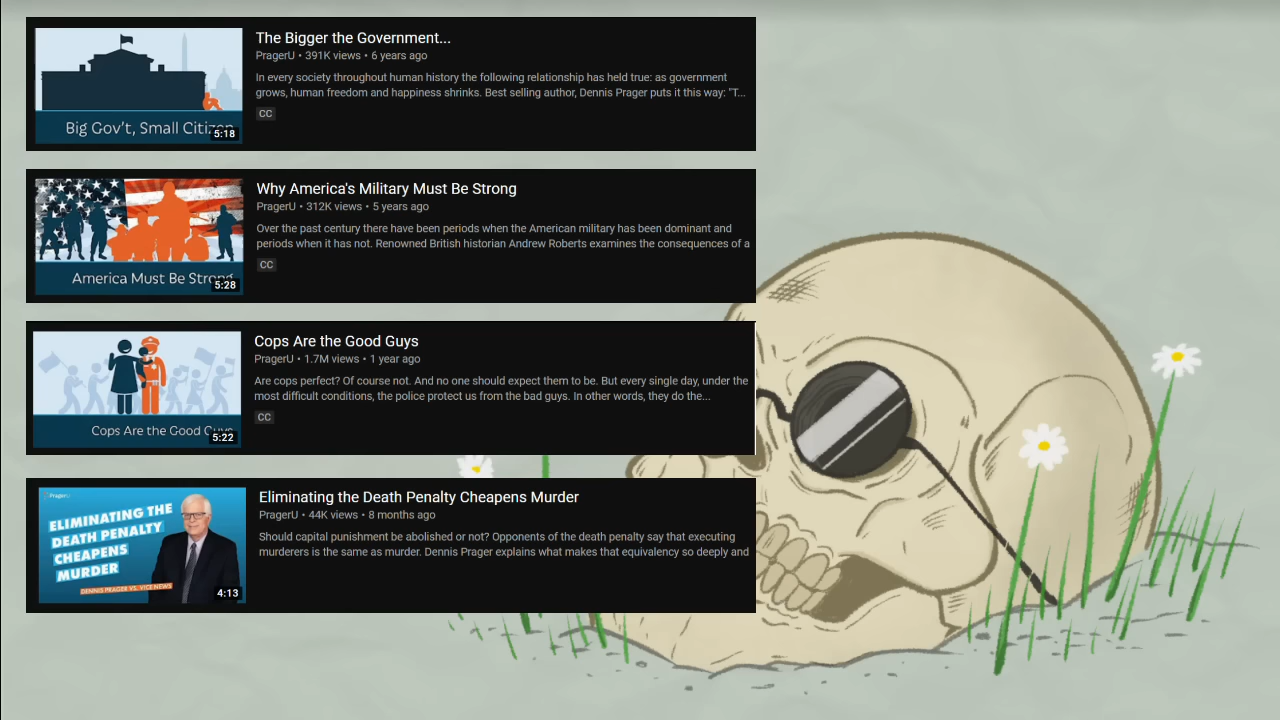 The Bigger the Government...
PragerU • 391K views • 6 years ago
In every society throughout human history the following relationship has held true: as government
grows, human freedom and happiness shrinks. Best selling author, Dennis Prager puts it this way: "T...
CC
Big Gov't, Small Citizen
5:18
Why America's Military Must Be Strong
PragerU • 312K views • 5 years ago
Over the past century there have been periods when the American military has been dominant and
periods when it has not. Renowned British historian Andrew Roberts examines the consequences of a
CC
America Must Be Strong
5:28
Cops Are the Good Guys
PragerU • 1.7M views • 1 year ago
Are cops perfect? Of course not. And no one should expect them to be. But every single day, under the
most difficult conditions, the police protect us from the bad guys. In other words, they do the...
CC
Cops Are the Good Guys
5:22
Eliminating the Death Penalty Cheapens Murder
PragerU • 44K views • 8 months ago
Should capital punishment be abolished or not? Opponents of the death penalty say that executing
murderers is the same as murder. Dennis Prager explains what makes that equivalency so deeply and
PragerU
ELIMINATING THE
DEATH PENALTY
CHEAPENS
MURDER
DENNIS PRAGER VS. VICE NEWS
4:13